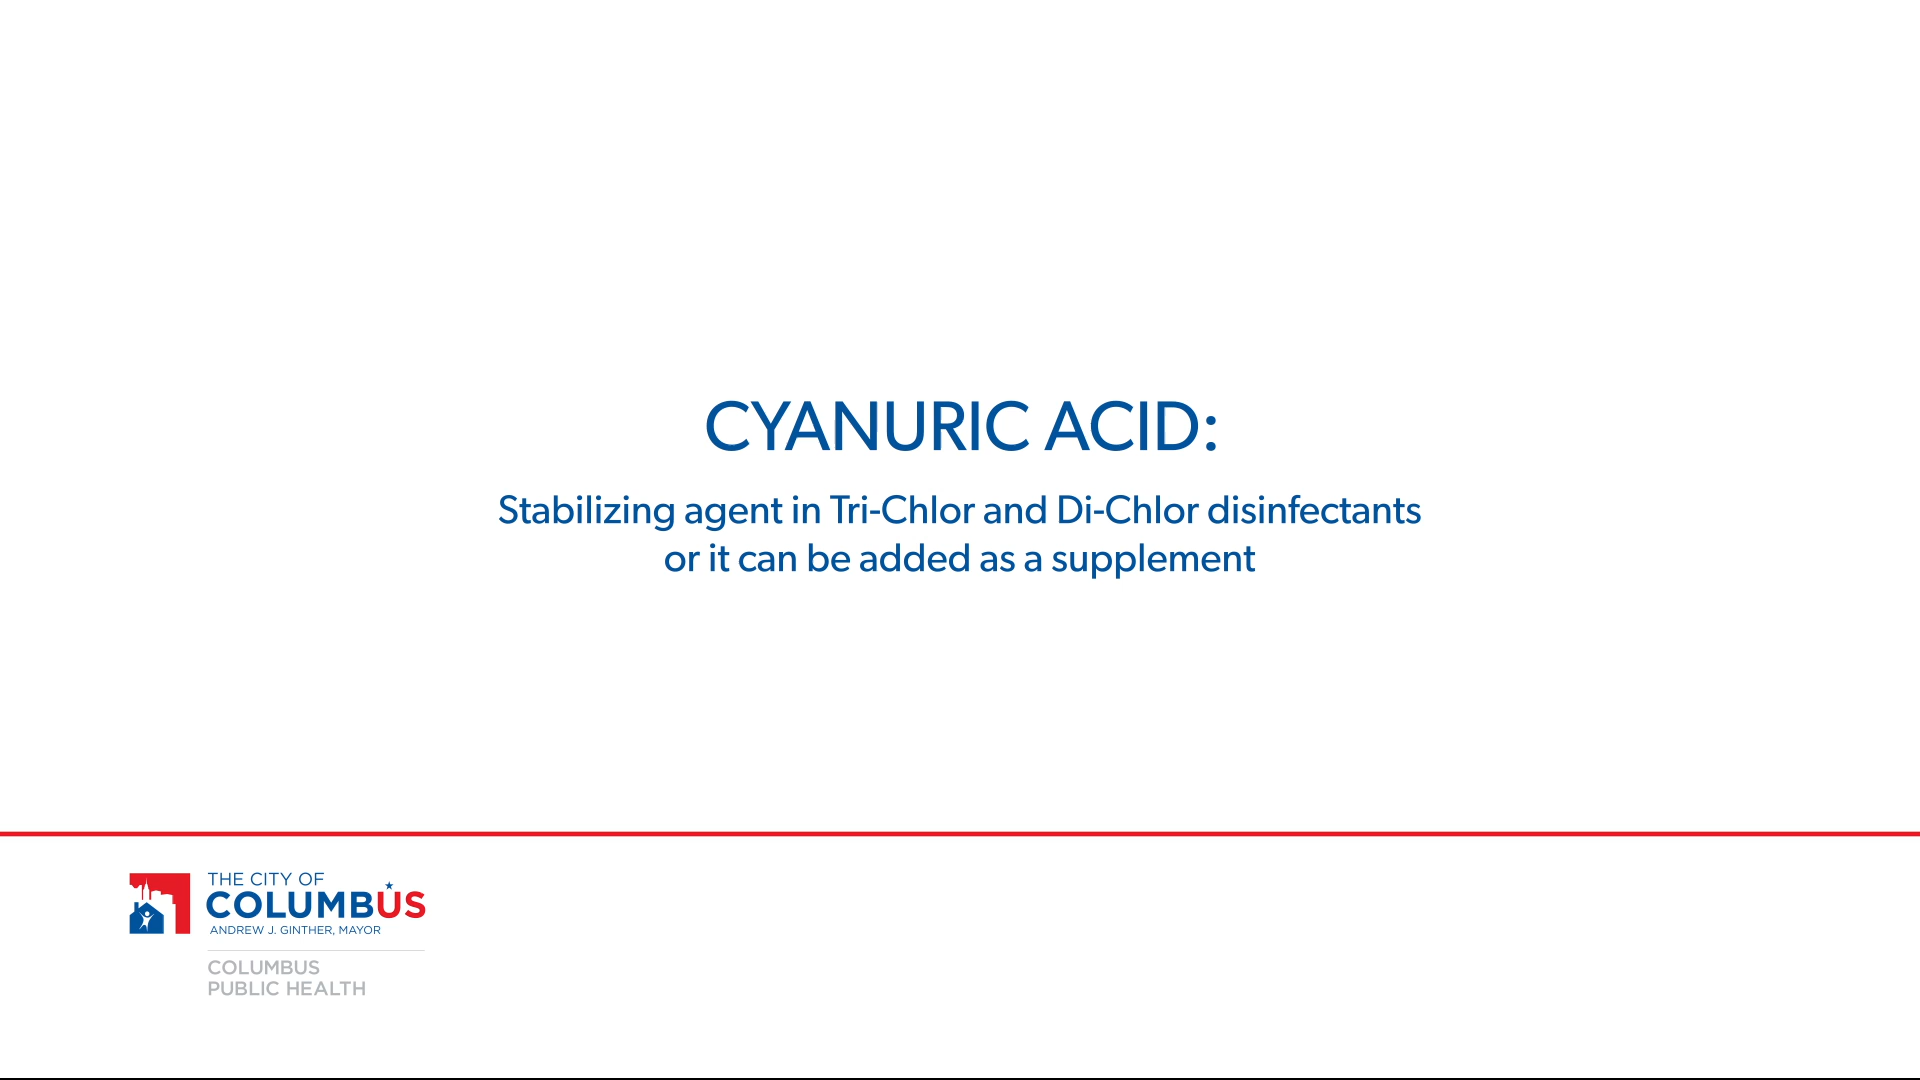 CYANURIC ACID:
Stabilizing agent in Tri-Chlor and Di-Chlor disinfectants
or it can be added as a supplement
THE CITY OF
COLUMBUS
ANDREW J. GINTHER, MAYOR
COLUMBUS
PUBLIC HEALTH